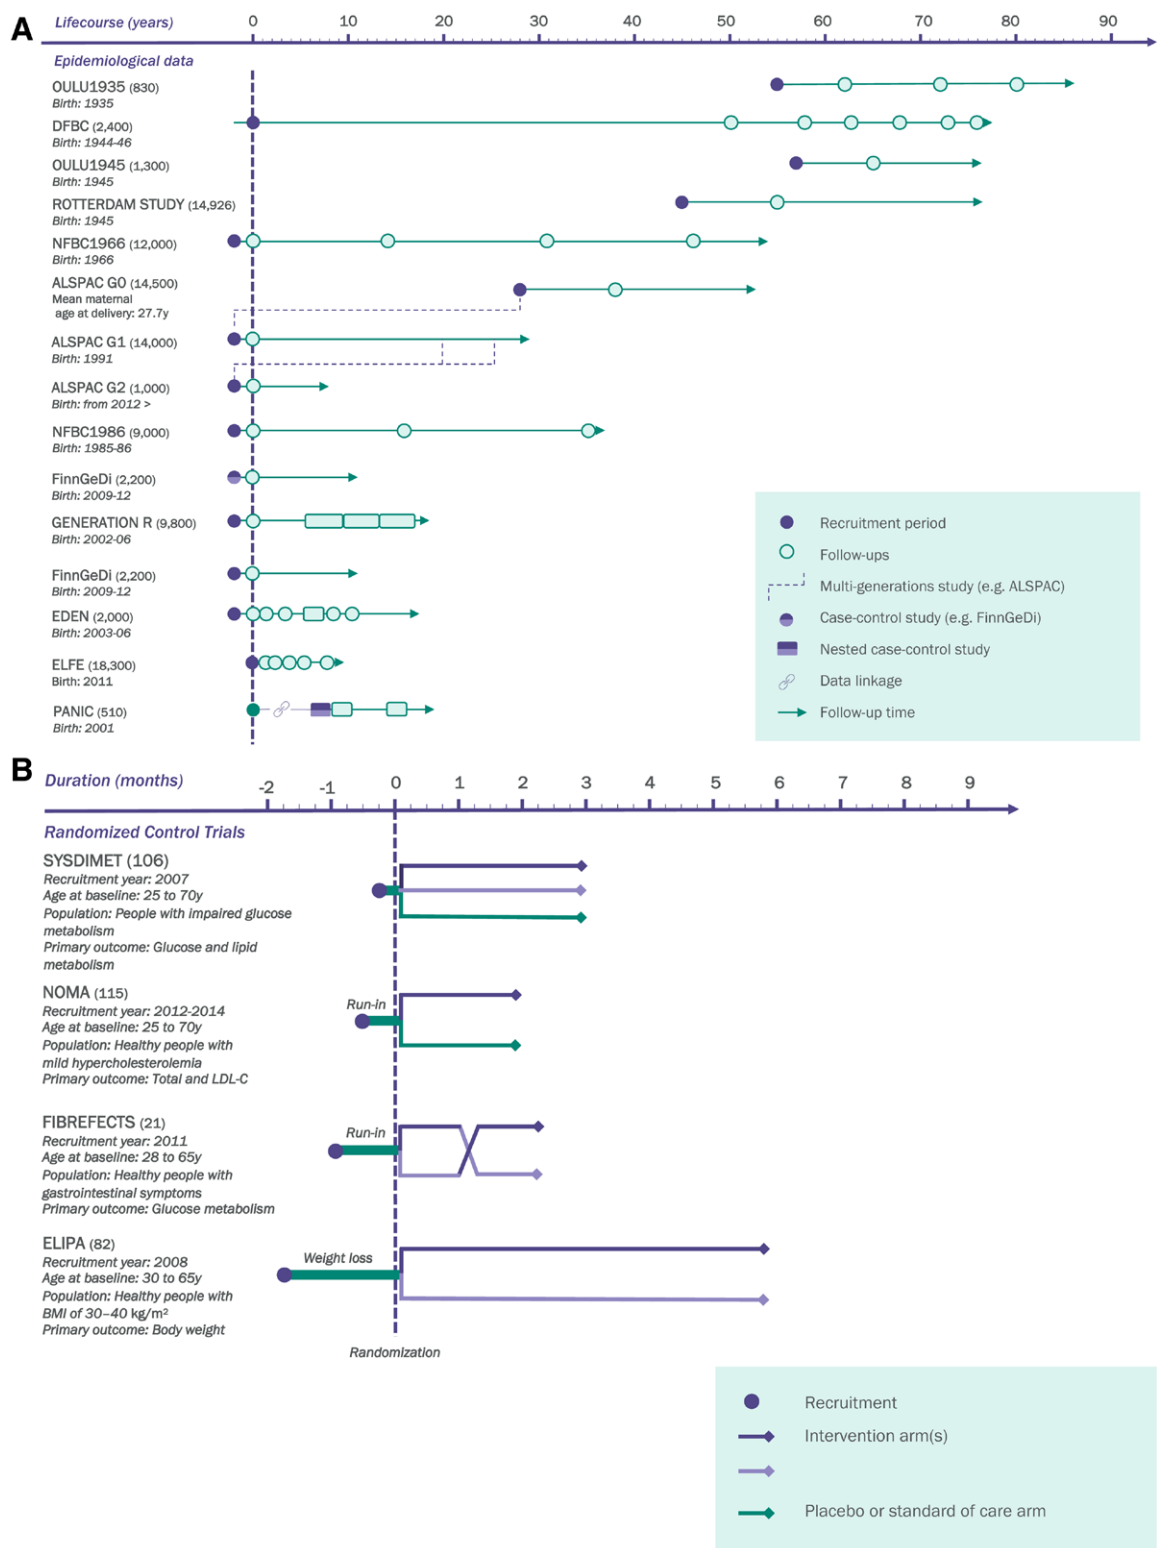 A
Lifecourse (years)
0 10 20 30 40 50 60 70 80 90
Epidemiological data
OULU1935 (830)
Birth: 1935
DFBC (2,400)
Birth: 1944-46
OULU1945 (1,300)
Birth: 1945
ROTTERDAM STUDY (14,926)
Birth: 1945
NFBC1966 (12,000)
Birth: 1966
ALSPAC G0 (14,500)
Mean maternal
age at delivery: 27.7y
ALSPAC G1 (14,000)
Birth: 1991
ALSPAC G2 (1,000)
Birth: from 2012 >
NFBC1986 (9,000)
Birth: 1985-86
FinnGeDi (2,200)
Birth: 2009-12
GENERATION R (9,800)
Birth: 2002-06
FinnGeDi (2,200)
Birth: 2009-12
EDEN (2,000)
Birth: 2003-06
ELFE (18,300)
Birth: 2011
PANIC (510)
Birth: 2001
Recruitment period
Follow-ups
Multi-generations study (e.g. ALSPAC)
Case-control study (e.g. FinnGeDi)
Nested case-control study
Data linkage
Follow-up time
B
Duration (months)
-2 -1 0 1 2 3 4 5 6 7 8 9
Randomized Control Trials
SYSDIMET (106)
Recruitment year: 2007
Age at baseline: 25 to 70y
Population: People with impaired glucose
metabolism
Primary outcome: Glucose and lipid
metabolism
NOMA (115)
Recruitment year: 2012-2014
Age at baseline: 25 to 70y
Population: Healthy people with
mild hypercholesterolemia
Primary outcome: Total and LDL-C
Run-in
FIBREFECTS (21)
Recruitment year: 2011
Age at baseline: 28 to 65y
Population: Healthy people with
gastrointestinal symptoms
Primary outcome: Glucose metabolism
Run-in
ELIPA (82)
Recruitment year: 2008
Age at baseline: 30 to 65y
Population: Healthy people with
BMI of 30–40 kg/m²
Primary outcome: Body weight
Weight loss
Randomization
Recruitment
Intervention arm(s)
Placebo or standard of care arm